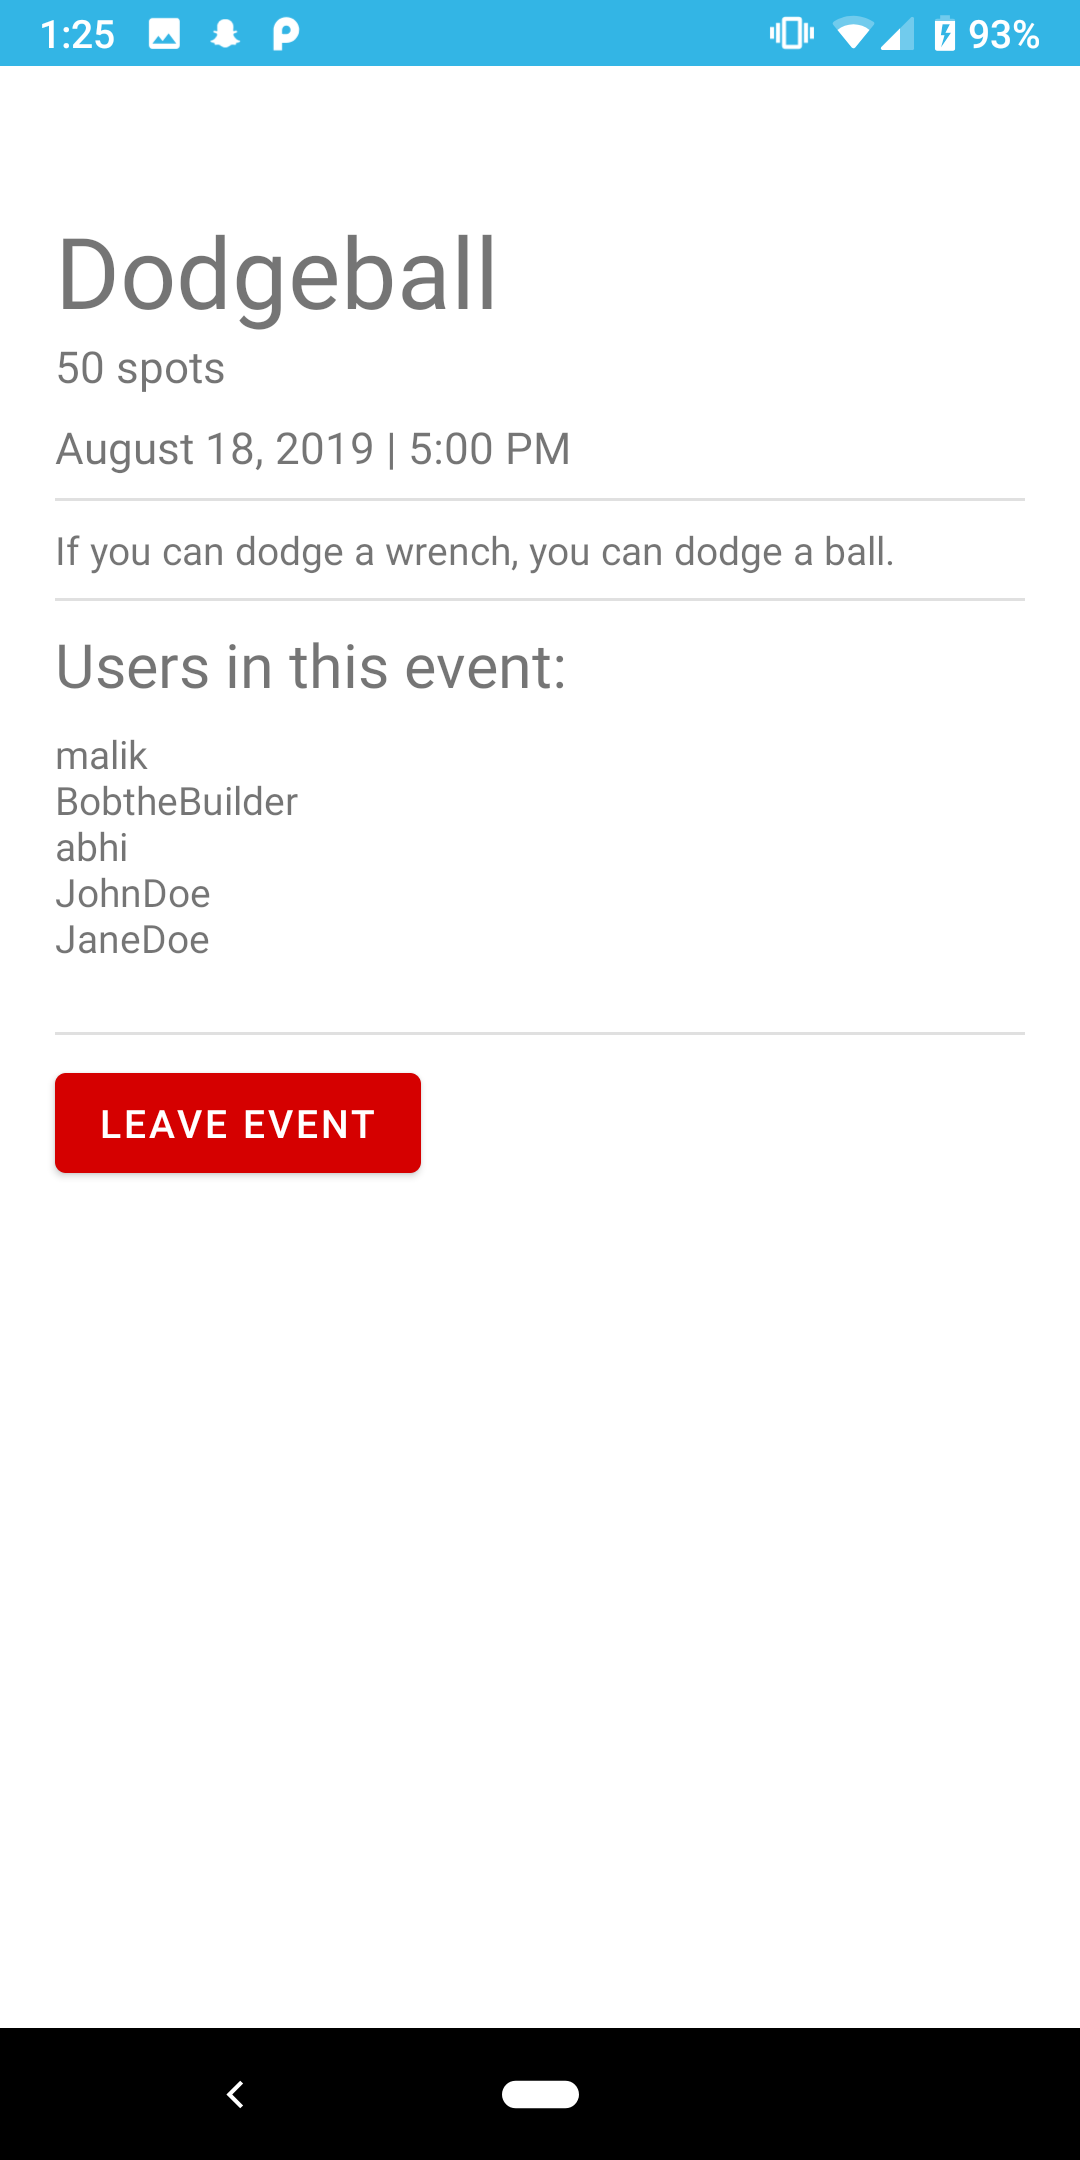 1:25 93%
Dodgeball
50 spots
August 18, 2019 | 5:00 PM
If you can dodge a wrench, you can dodge a ball.
Users in this event:
malik
BobtheBuilder
abhi
JohnDoe
JaneDoe
LEAVE EVENT